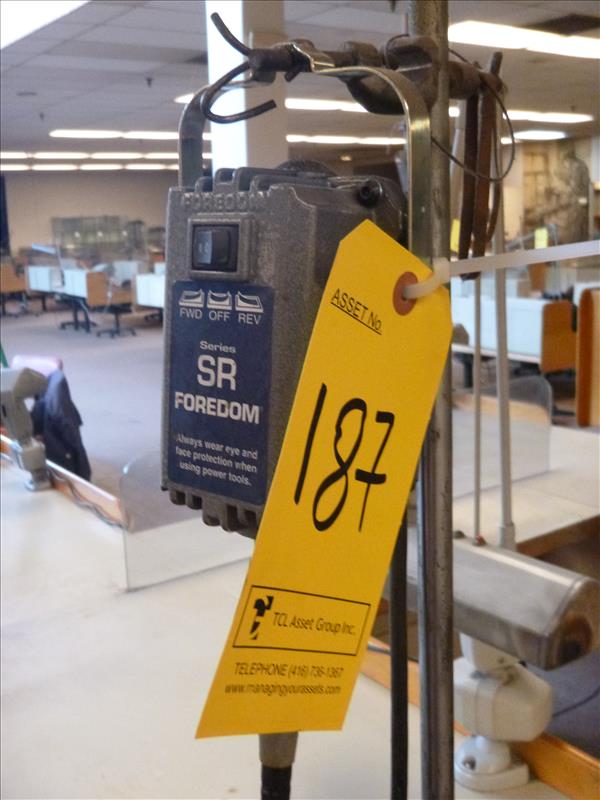 FOREDOM
FWD OFF REV
Series
SR
FOREDOM
Always wear eye and
face protection when
using power tools.
ASSET No.
187
TCL Asset Group Inc.
TELEPHONE (416) 736-1367
www.managingyourassets.com